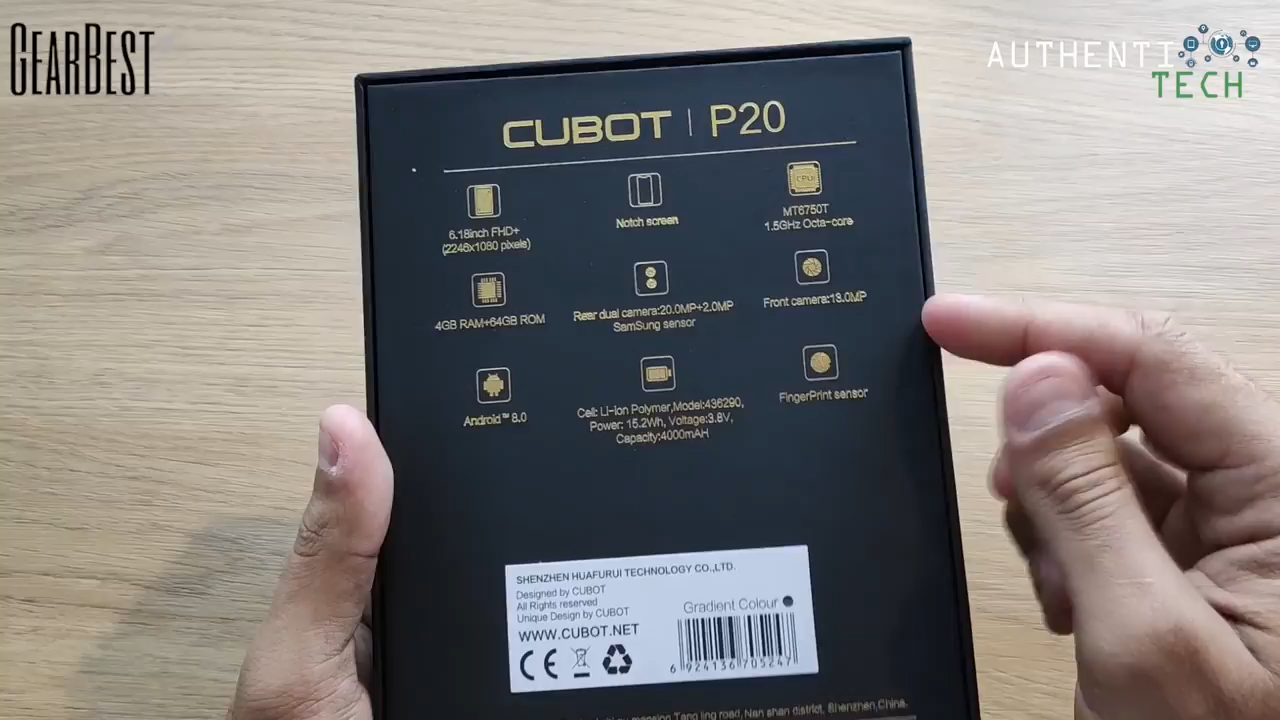 GEARBEST
AUTHENTI
TECH
CUBOT | P20
6.18inch FHD+
(2246x1080 pixels)
Notch screen
MT6750T
1.5GHz Octa-core
CPU
4GB RAM+64GB ROM
Rear dual camera:20.0MP+2.0MP
SamSung sensor
Front camera:13.0MP
Android™ 8.0
Cell: Li-ion Polymer,Model:436290,
Power: 15.2Wh, Voltage:3.8V,
Capacity:4000mAH
FingerPrint sensor
SHENZHEN HUAFURUI TECHNOLOGY CO.,LTD.
Designed by CUBOT
All Rights reserved
Unique Design by CUBOT
WWW.CUBOT.NET
CE
Gradient Colour
6 924136 705247
mansion Tang ling road, Nan shan district, Shenzhen,China.